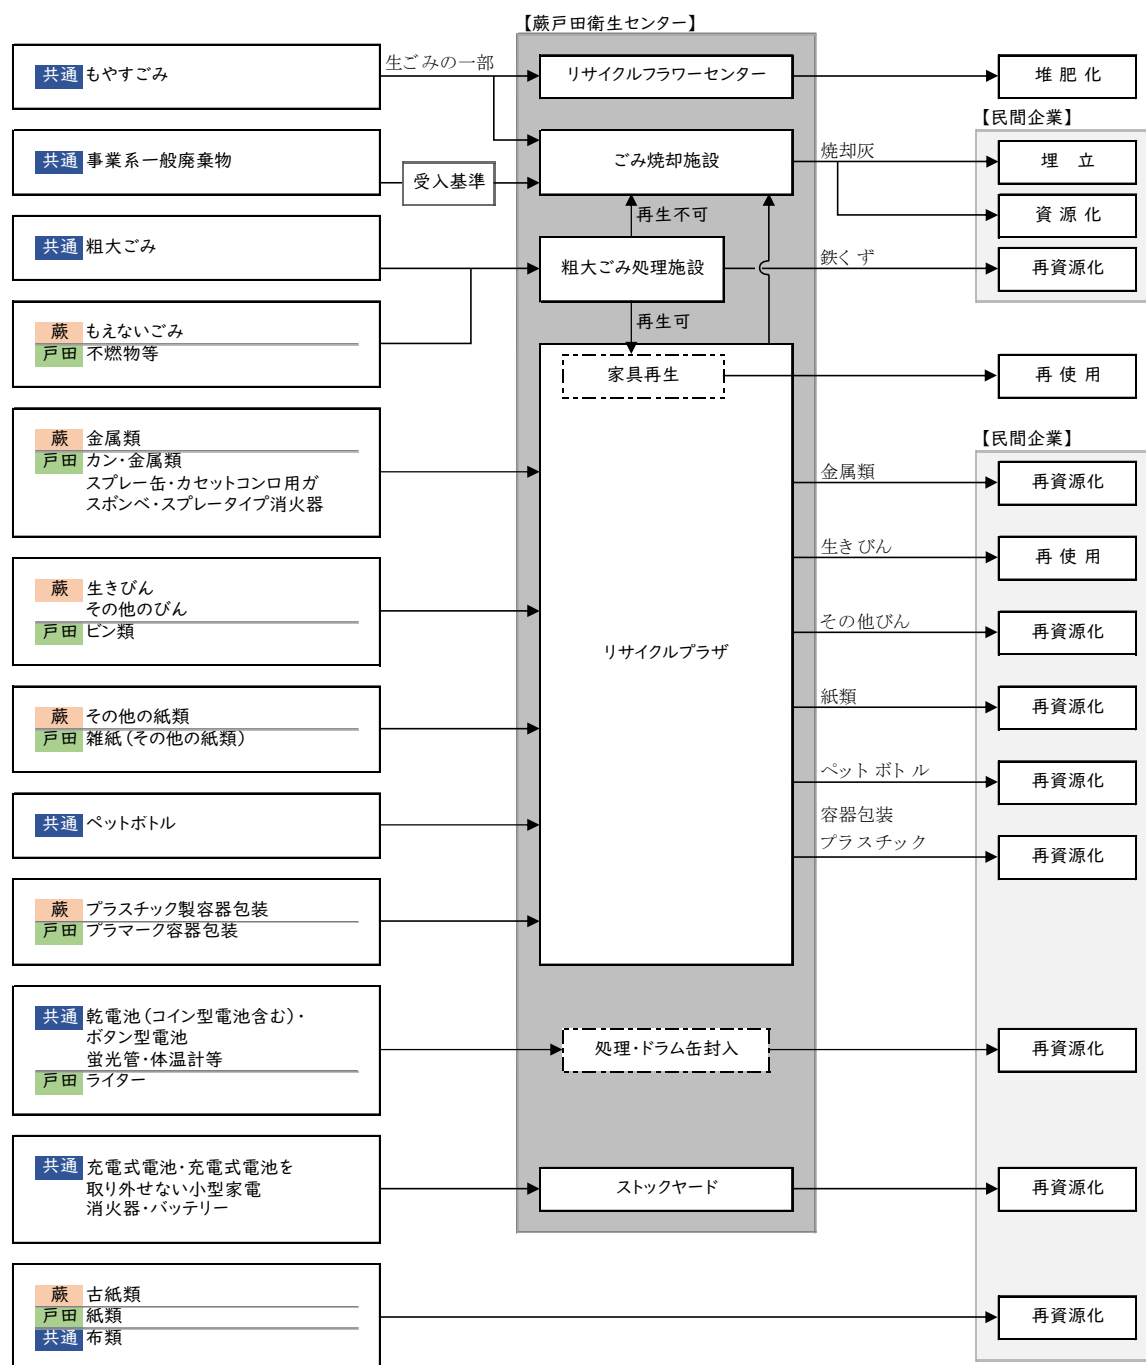 【蕨戸田衛生センター】
共通 もやすごみ
生ごみの一部
リサイクルフラワーセンター
堆肥化
【民間企業】
共通 事業系一般廃棄物
受入基準
ごみ焼却施設
焼却灰
埋 立
資源化
再生不可
共通 粗大ごみ
粗大ごみ処理施設
鉄くず
再資源化
再生可
蕨 もえないごみ
戸田 不燃物等
家具再生
再使用
【民間企業】
蕨 金属類
戸田 カン・金属類
スプレー缶・カセットコンロ用ガ
スボンベ・スプレータイプ消火器
金属類
再資源化
生きびん
再使用
蕨 生きびん
その他のびん
戸田 ビン類
その他びん
再資源化
リサイクルプラザ
蕨 その他の紙類
戸田 雑紙(その他の紙類)
紙類
再資源化
ペットボトル
再資源化
共通 ペットボトル
容器包装
プラスチック
再資源化
蕨 プラスチック製容器包装
戸田 プラマーク容器包装
共通 乾電池(コイン型電池含む)・
ボタン型電池
蛍光管・体温計等
戸田 ライター
処理・ドラム缶封入
再資源化
共通 充電式電池・充電式電池を
取り外せない小型家電
消火器・バッテリー
ストックヤード
再資源化
蕨 古紙類
戸田 紙類
共通 布類
再資源化